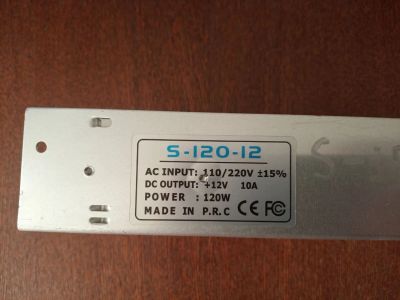 S-120-12
AC INPUT: 110/220V ±15%
DC OUTPUT: +12V 10A
POWER : 120W
MADE IN P.R.C CE FC